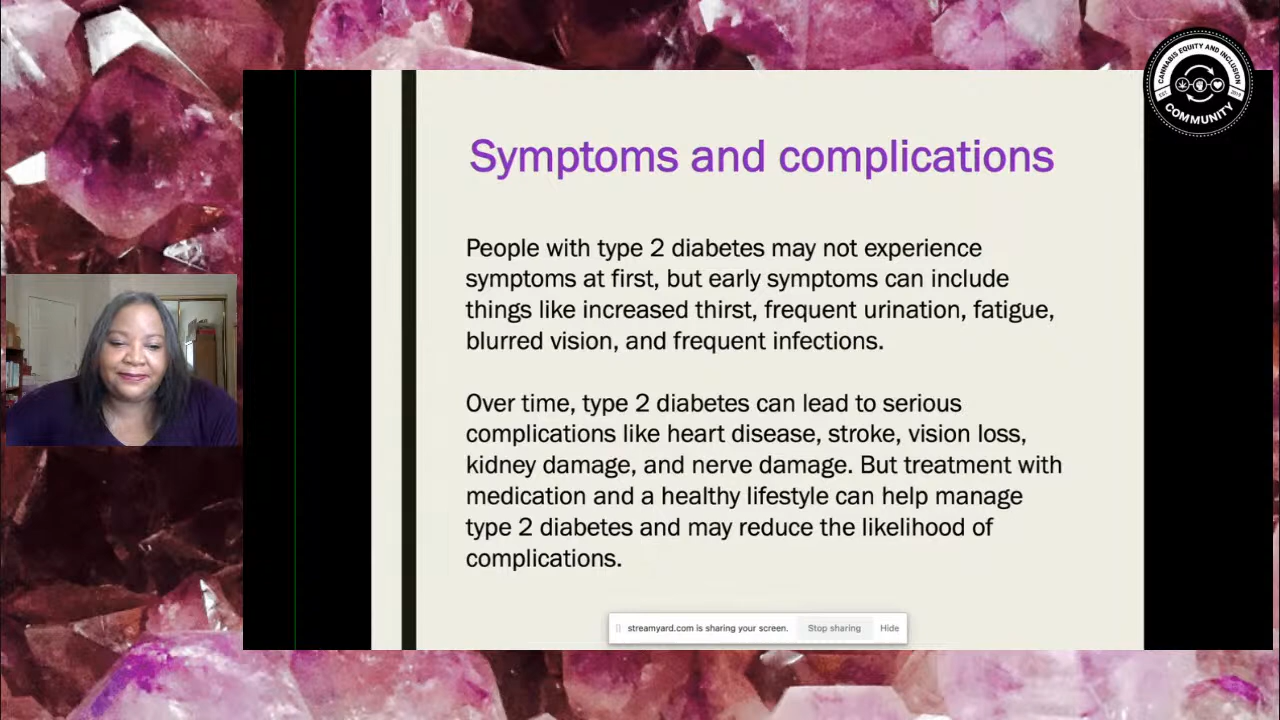 CANNABIS EQUITY AND INCLUSION
EST.
COMMUNITY
Symptoms and complications
People with type 2 diabetes may not experience
symptoms at first, but early symptoms can include
things like increased thirst, frequent urination, fatigue,
blurred vision, and frequent infections.
Over time, type 2 diabetes can lead to serious
complications like heart disease, stroke, vision loss,
kidney damage, and nerve damage. But treatment with
medication and a healthy lifestyle can help manage
type 2 diabetes and may reduce the likelihood of
complications.
streamyard.com is sharing your screen. Stop sharing Hide